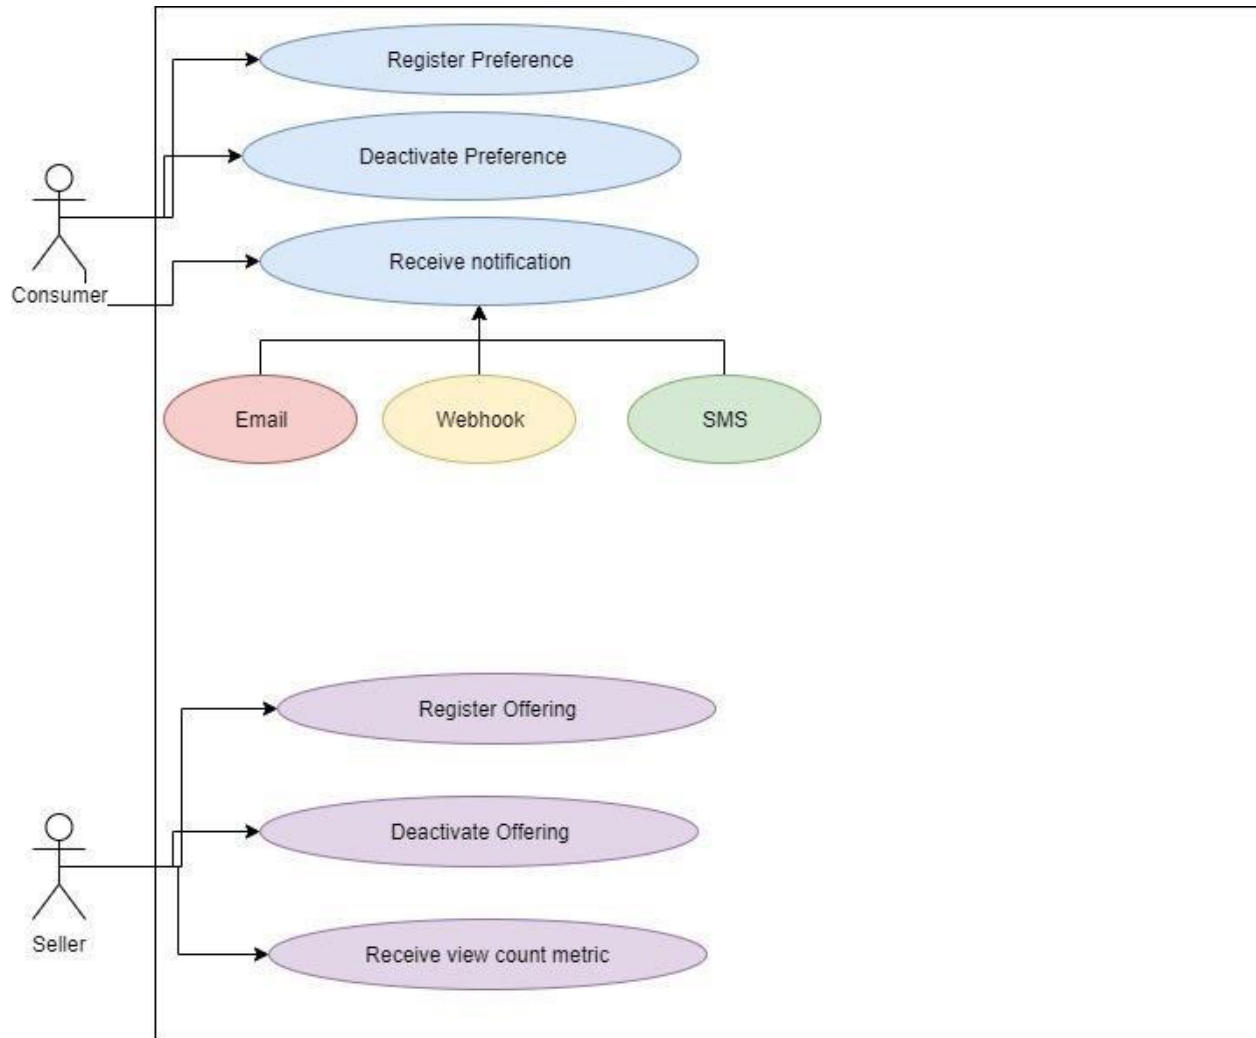 Register Preference
Deactivate Preference
Receive notification
Consumer
Email
Webhook
SMS
Register Offering
Deactivate Offering
Seller
Receive view count metric